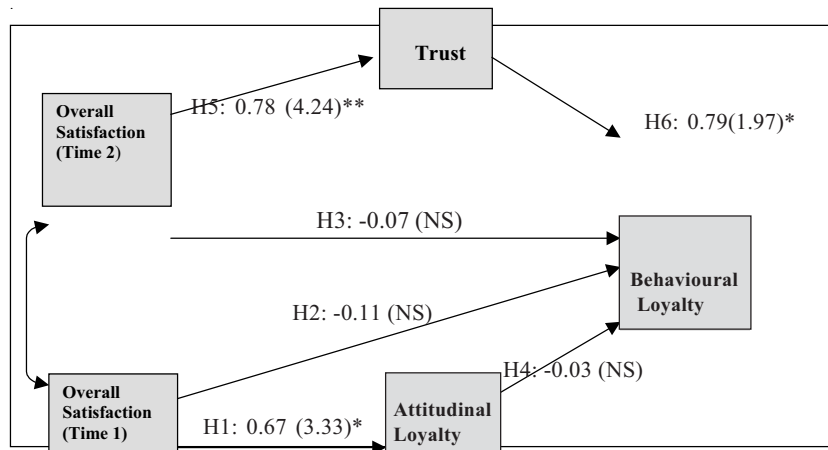 Trust
Overall
Satisfaction
(Time 2)
H5: 0.78 (4.24)**
H6: 0.79(1.97)*
H3: -0.07 (NS)
Behavioural
Loyalty
H2: -0.11 (NS)
H4: -0.03 (NS)
Overall
Satisfaction
(Time 1)
H1: 0.67 (3.33)*
Attitudinal
Loyalty